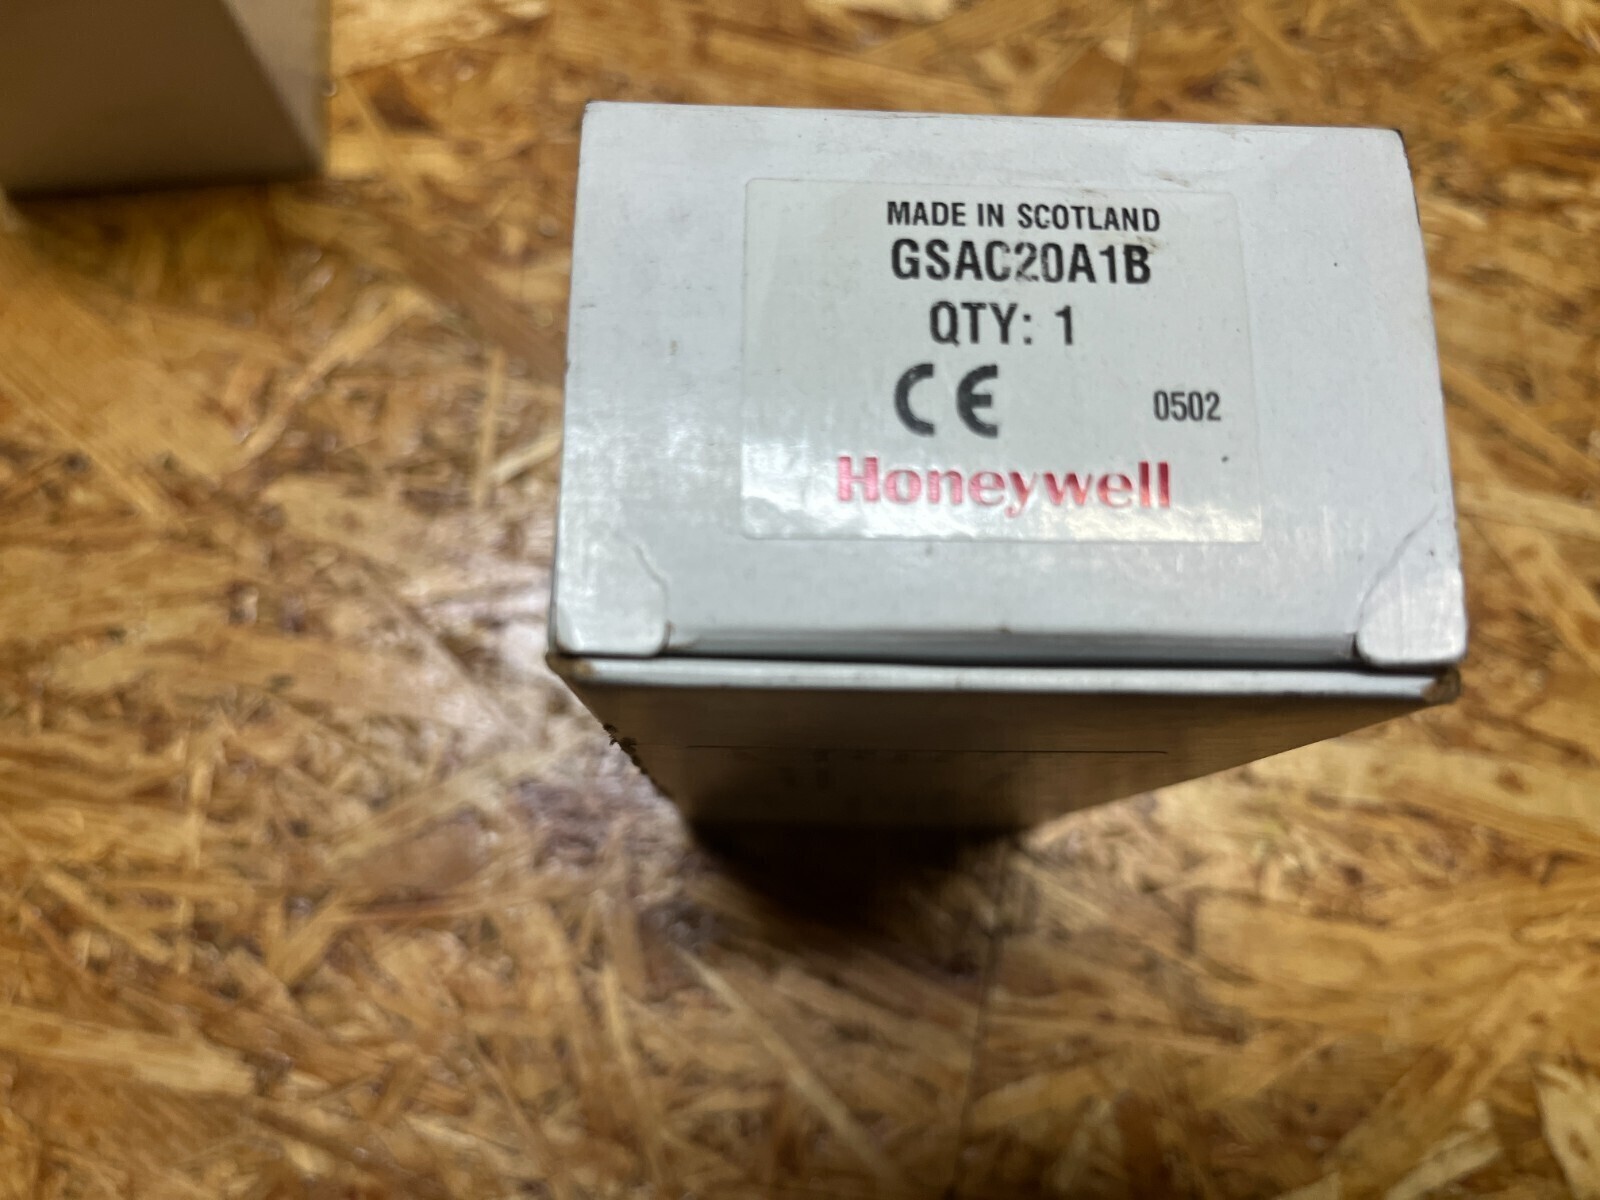 MADE IN SCOTLAND
GSAC20A1B
QTY: 1
CE 0502
Honeywell